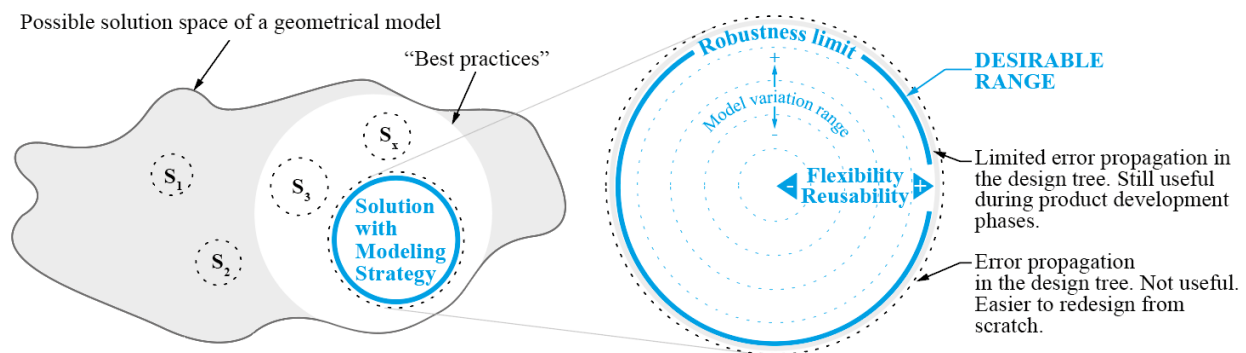 Possible solution space of a geometrical model
“Best practices”
S1
S2
S3
Sx
Solution
with
Modeling
Strategy
Robustness limit
+
Model variation range
-
- Flexibility +
Reusability
DESIRABLE
RANGE
Limited error propagation in
the design tree. Still useful
during product development
phases.
Error propagation
in the design tree. Not useful.
Easier to redesign from
scratch.